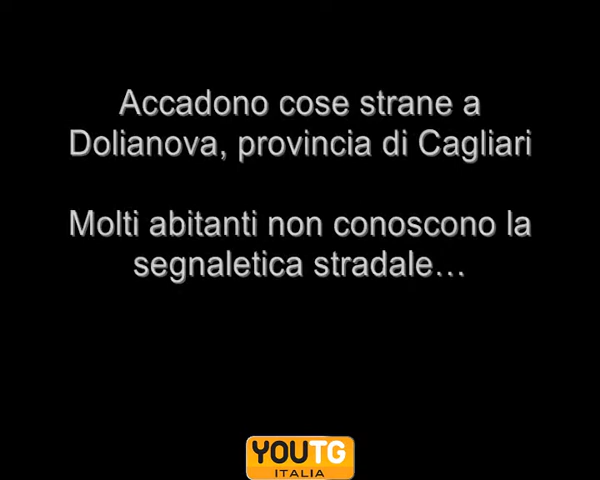 Accadono cose strane a
Dolianova, provincia di Cagliari
Molti abitanti non conoscono la
segnaletica stradale…
YOUTG
ITALIA